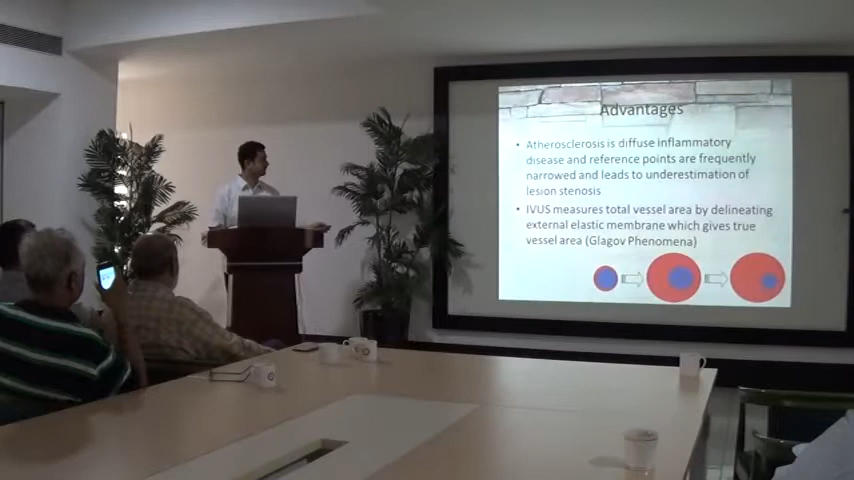 Advantages
• Atherosclerosis is diffuse inflammatory
disease and reference points are frequently
narrowed and leads to underestimation of
lesion stenosis
• IVUS measures total vessel area by delineating
external elastic membrane which gives true
vessel area (Glagov Phenomena)